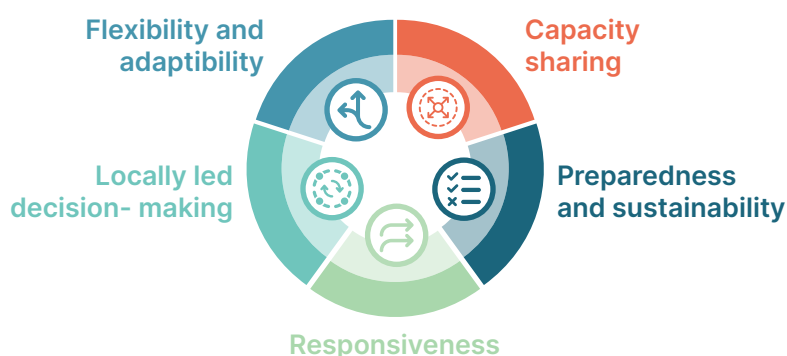 Flexibility and
adaptibility
Capacity
sharing
Locally led
decision- making
Preparedness
and sustainability
Responsiveness